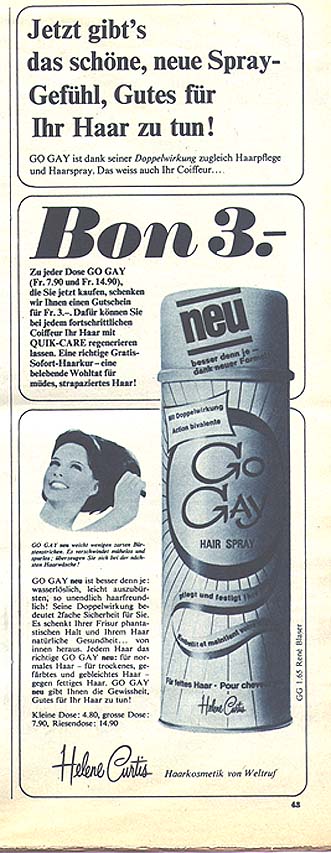 Jetzt gibt's
das schöne, neue Spray-
Gefühl, Gutes für
Ihr Haar zu tun!
GO GAY ist dank seiner Doppelwirkung zugleich Haarpflege
und Haarspray. Das weiss auch Ihr Coiffeur....
Bon 3.-
Zu jeder Dose GO GAY
(Fr. 7.90 und Fr. 14.90),
die Sie jetzt kaufen, schenken
wir Ihnen einen Gutschein
für Fr. 3.–. Dafür können Sie
bei jedem fortschrittlichen
Coiffeur Ihr Haar mit
QUIK-CARE regenerieren
lassen. Eine richtige Gratis-
Sofort-Haarkur – eine
belebende Wohltat für
müdes, strapaziertes Haar!
neu
besser denn je –
dank neuer Formel
Mit Doppelwirkung
Action bivalente
Go
Gay
HAIR SPRAY
pflegt und festigt Ihr
Embellit et maintient
Für fettes Haar - Pour
Helene Curtis
GO GAY neu weicht wenigen zarten Bür-
stenstrichen. Es verschwindet mühelos und
spurlos; überzeugen Sie sich bei der näch-
sten Haarwäsche!
GO GAY neu ist besser denn je:
wasserlöslich, leicht auszubür-
sten, so unendlich haarfreund-
lich! Seine Doppelwirkung be-
deutet 2fache Sicherheit für Sie.
Es schenkt Ihrer Frisur phanta-
stischen Halt und Ihrem Haar
natürliche Gesundheit... von
innen heraus. Jedem Haar das
richtige GO GAY neu: für nor-
males Haar – für trockenes, ge-
färbtes und gebleichtes Haar –
gegen fettiges Haar. GO GAY
neu gibt Ihnen die Gewissheit,
Gutes für Ihr Haar zu tun!
Kleine Dose: 4.80, grosse Dose:
7.90, Riesendose: 14.90
GG 1.65 René Blaser
Helene Curtis
Haarkosmetik von Weltruf
43